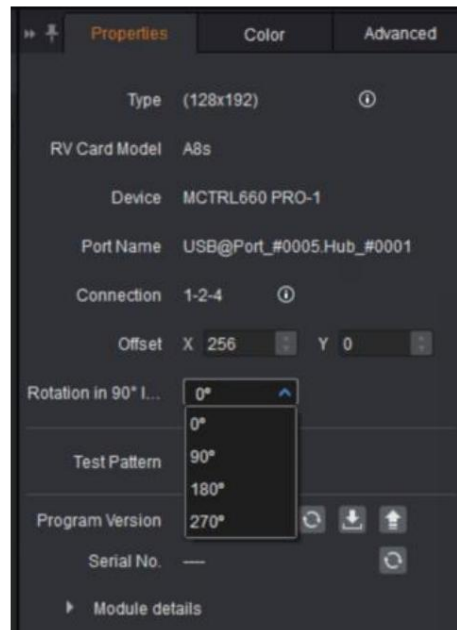 Properties Color Advanced
Type (128x192)
RV Card Model A8s
Device MCTRL660 PRO-1
Port Name USB@Port_#0005.Hub_#0001
Connection 1-2-4
Offset X 256 Y 0
Rotation in 90° I... 0°
0°
90°
180°
270°
Test Pattern
Program Version
Serial No. ----
Module details